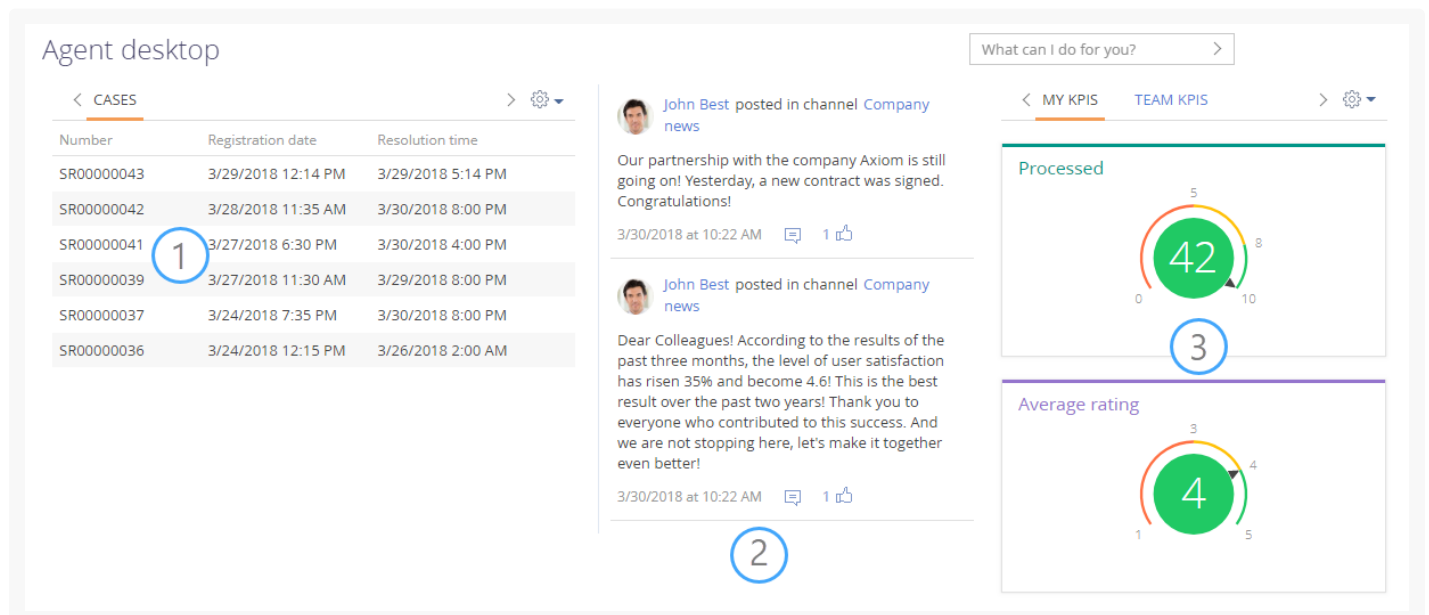 Agent desktop
What can I do for you?
CASES
Number Registration date Resolution time
SR00000043 3/29/2018 12:14 PM 3/29/2018 5:14 PM
SR00000042 3/28/2018 11:35 AM 3/30/2018 8:00 PM
SR00000041 3/27/2018 6:30 PM 3/30/2018 4:00 PM
SR00000039 3/27/2018 11:30 AM 3/29/2018 8:00 PM
SR00000037 3/24/2018 7:35 PM 3/30/2018 8:00 PM
SR00000036 3/24/2018 12:15 PM 3/26/2018 2:00 AM
1
John Best posted in channel Company
news
Our partnership with the company Axiom is still
going on! Yesterday, a new contract was signed.
Congratulations!
3/30/2018 at 10:22 AM 1
John Best posted in channel Company
news
Dear Colleagues! According to the results of the
past three months, the level of user satisfaction
has risen 35% and become 4.6! This is the best
result over the past two years! Thank you to
everyone who contributed to this success. And
we are not stopping here, let's make it together
even better!
3/30/2018 at 10:22 AM 1
2
MY KPIS TEAM KPIS
Processed
5
8
42
0 10
3
Average rating
3
4
4
1 5